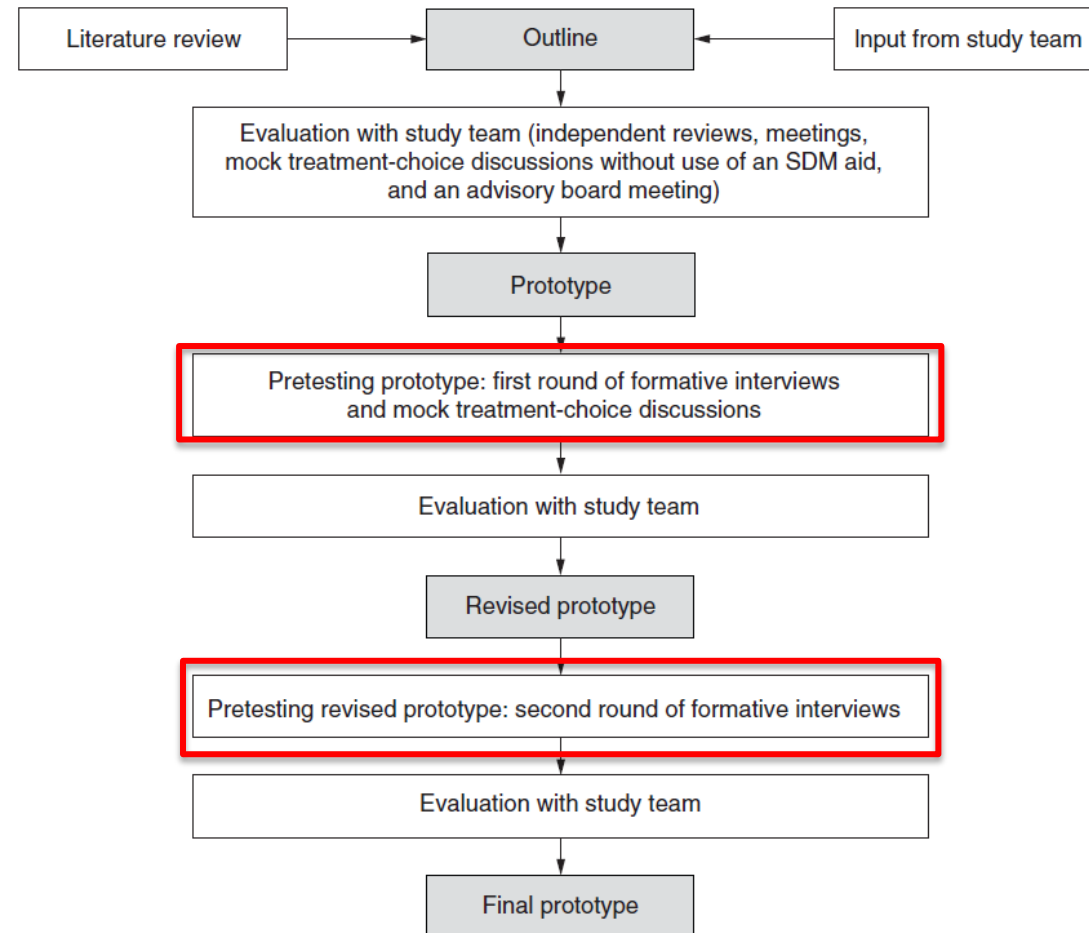 Literature review
Outline
Input from study team
Evaluation with study team (independent reviews, meetings,
mock treatment-choice discussions without use of an SDM aid,
and an advisory board meeting)
Prototype
Pretesting prototype: first round of formative interviews
and mock treatment-choice discussions
Evaluation with study team
Revised prototype
Pretesting revised prototype: second round of formative interviews
Evaluation with study team
Final prototype